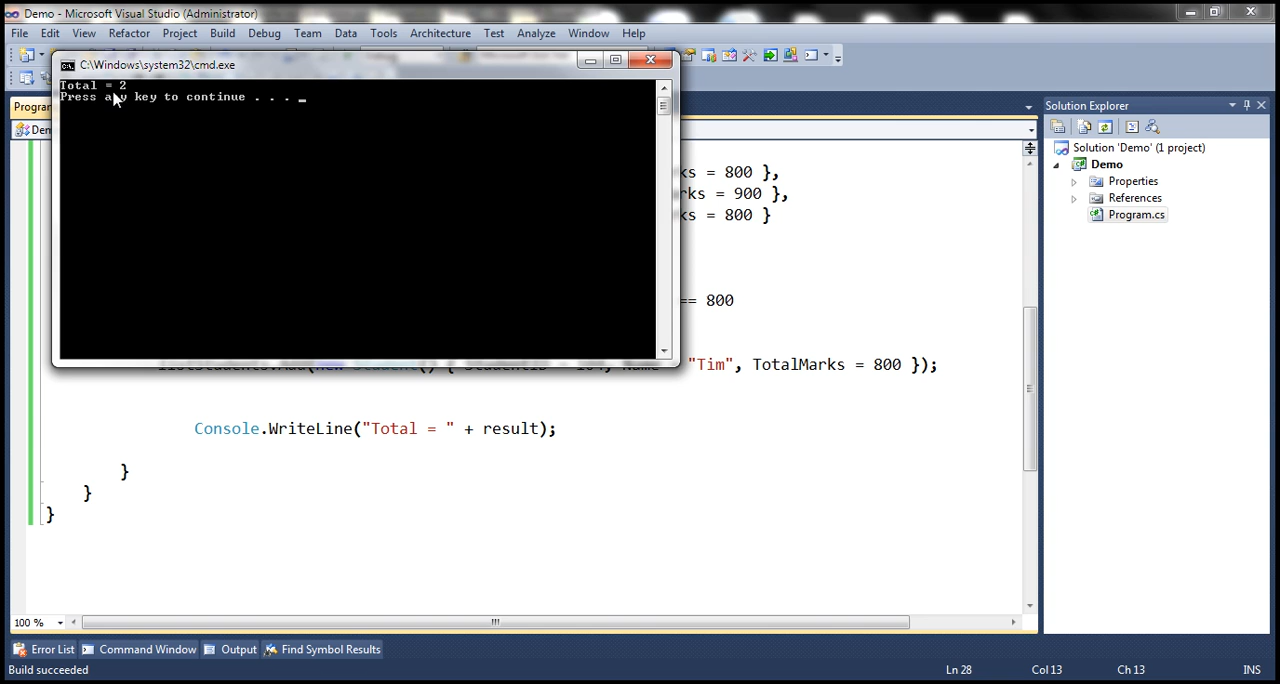 Demo - Microsoft Visual Studio (Administrator)
File Edit View Refactor Project Build Debug Team Data Tools Architecture Test Analyze Window Help
C:\Windows\system32\cmd.exe
Total = 2
Press any key to continue . . . _
Program
Dem
Solution Explorer
Solution 'Demo' (1 project)
Demo
Properties
References
Program.cs
ks = 800 },
rks = 900 },
ks = 800 }
== 800
"Tim", TotalMarks = 800 });
Console.WriteLine("Total = " + result);
}
}
}
100 %
Error List Command Window Output Find Symbol Results
Build succeeded Ln 28 Col 13 Ch 13 INS